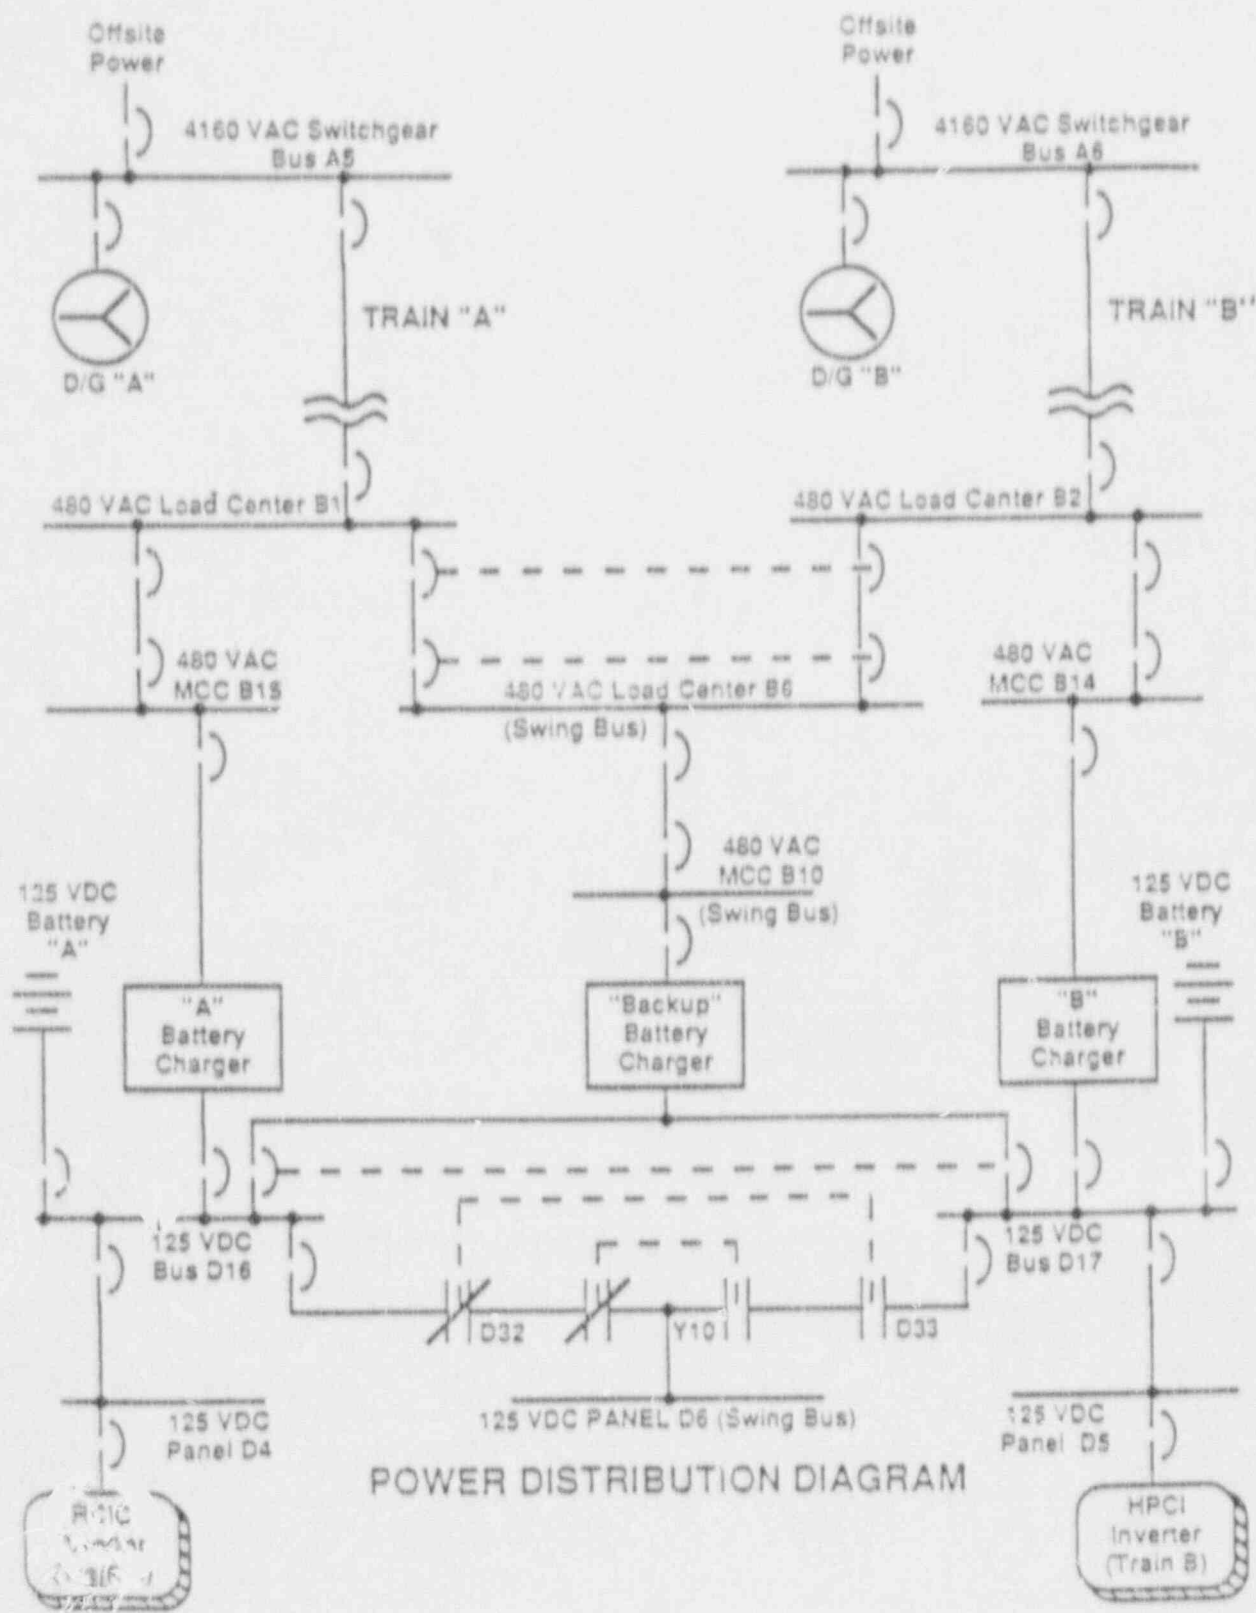 Offsite
Power
Offsite
Power
4160 VAC Switchgear
Bus A5
4160 VAC Switchgear
Bus A6
TRAIN "A"
TRAIN "B"
D/G "A"
D/G "B"
480 VAC Load Center B1
480 VAC Load Center B2
480 VAC
MCC B15
480 VAC Load Center B6
(Swing Bus)
480 VAC
MCC B14
480 VAC
MCC B10
(Swing Bus)
125 VDC
Battery
"A"
125 VDC
Battery
"B"
"A"
Battery
Charger
"Backup"
Battery
Charger
"B"
Battery
Charger
125 VDC
Bus D16
125 VDC
Bus D17
D32
Y10
D33
125 VDC
Panel D4
125 VDC PANEL D6 (Swing Bus)
125 VDC
Panel D5
POWER DISTRIBUTION DIAGRAM
HPCI
Inverter
(Train B)